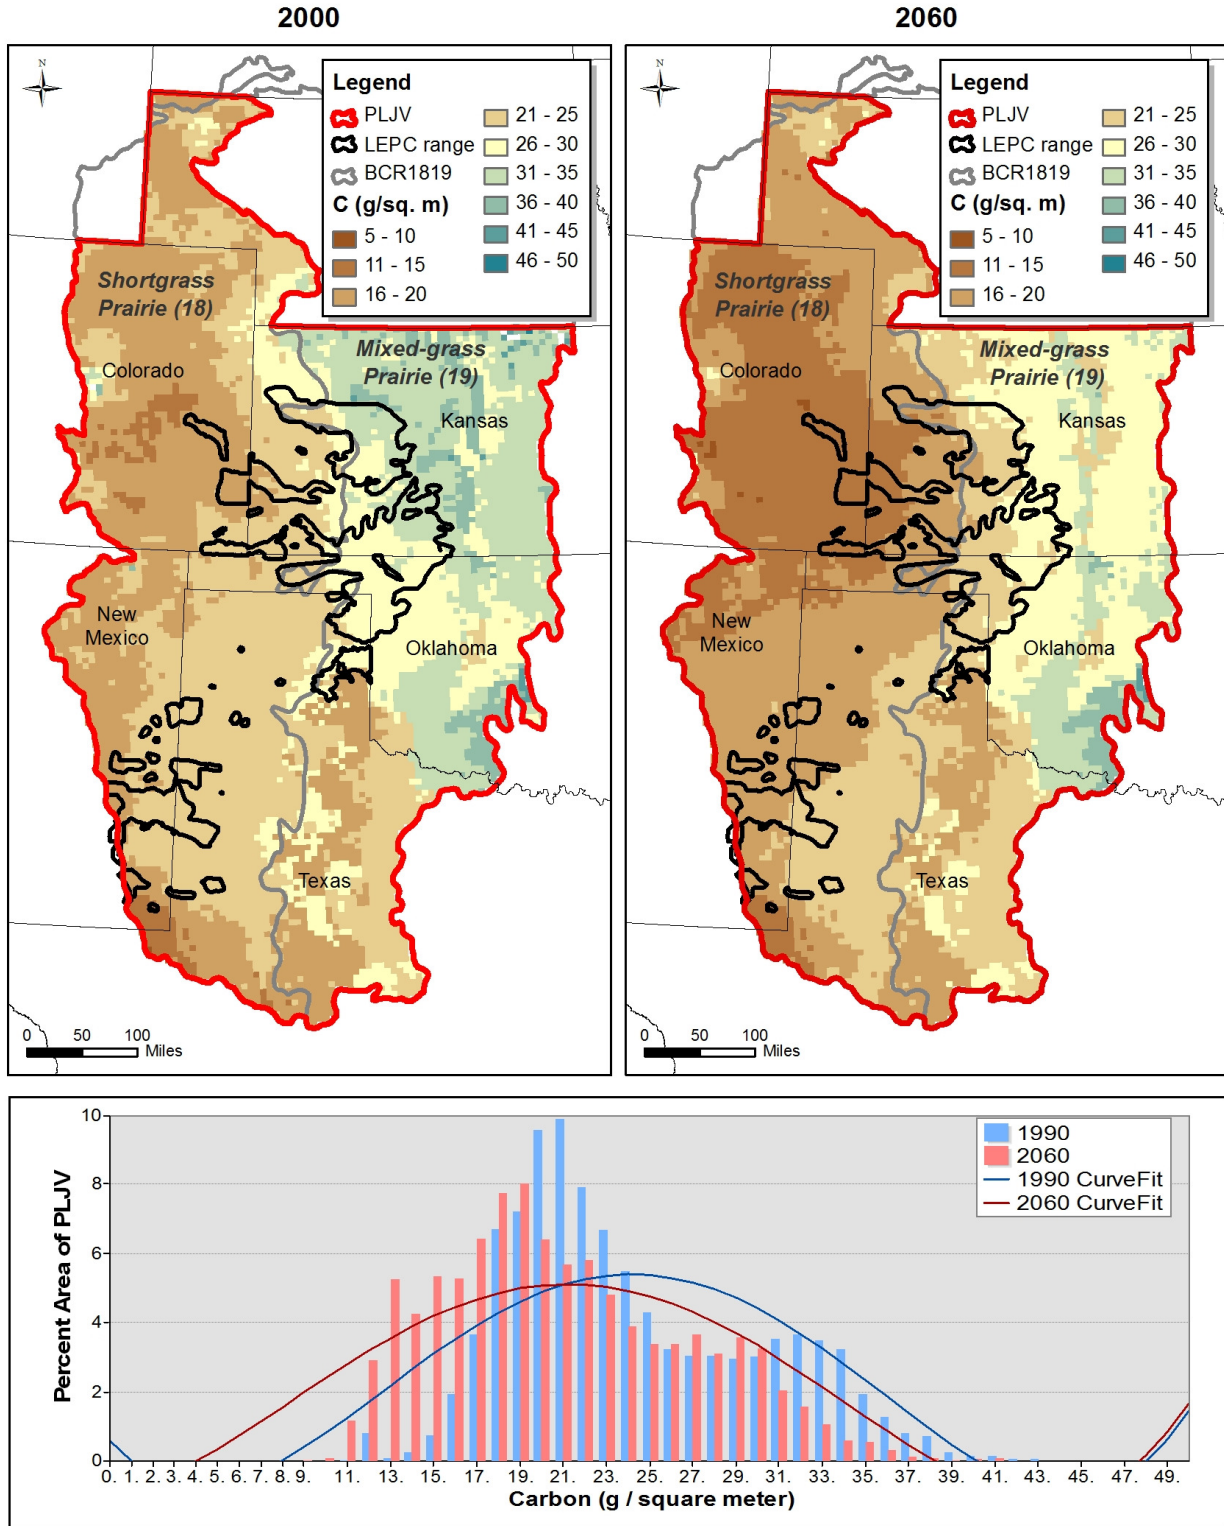 2000
2060
N
Legend
PLJV
LEPC range
BCR1819
C (g/sq. m)
5 - 10
11 - 15
16 - 20
21 - 25
26 - 30
31 - 35
36 - 40
41 - 45
46 - 50
Shortgrass
Prairie (18)
Mixed-grass
Prairie (19)
Colorado
Kansas
New
Mexico
Oklahoma
Texas
0 50 100
Miles
N
Legend
PLJV
LEPC range
BCR1819
C (g/sq. m)
5 - 10
11 - 15
16 - 20
21 - 25
26 - 30
31 - 35
36 - 40
41 - 45
46 - 50
Shortgrass
Prairie (18)
Mixed-grass
Prairie (19)
Colorado
Kansas
New
Mexico
Oklahoma
Texas
0 50 100
Miles
Percent Area of PLJV
10
8
6
4
2
0
1990
2060
1990 CurveFit
2060 CurveFit
0. 1. 2. 3. 4. 5. 6. 7. 8. 9. 11. 13. 15. 17. 19. 21. 23. 25. 27. 29. 31. 33. 35. 37. 39. 41. 43. 45. 47. 49.
Carbon (g / square meter)